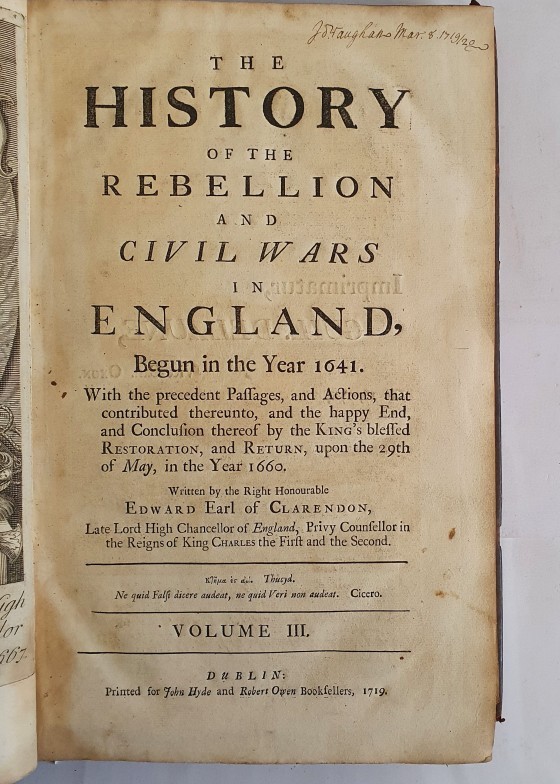 J. Vaughan Mar. 8. 1719/20
THE
HISTORY
OF THE
REBELLION
AND
CIVIL WARS
IN
ENGLAND,
Begun in the Year 1641.
With the precedent Paſſages, and Actions, that
contributed thereunto, and the happy End,
and Concluſion thereof by the KING's bleſſed
RESTORATION, and RETURN, upon the 29th
of May, in the Year 1660.
Written by the Right Honourable
EDWARD Earl of CLARENDON,
Late Lord High Chancellor of England, Privy Counſellor in
the Reigns of King CHARLES the Firſt and the Second.
Thucyd.
Ne quid Falſi dicere audeat, ne quid Veri non audeat. Cicero.
VOLUME III.
DUBLIN:
Printed for John Hyde and Robert Owen Bookſellers, 1719.